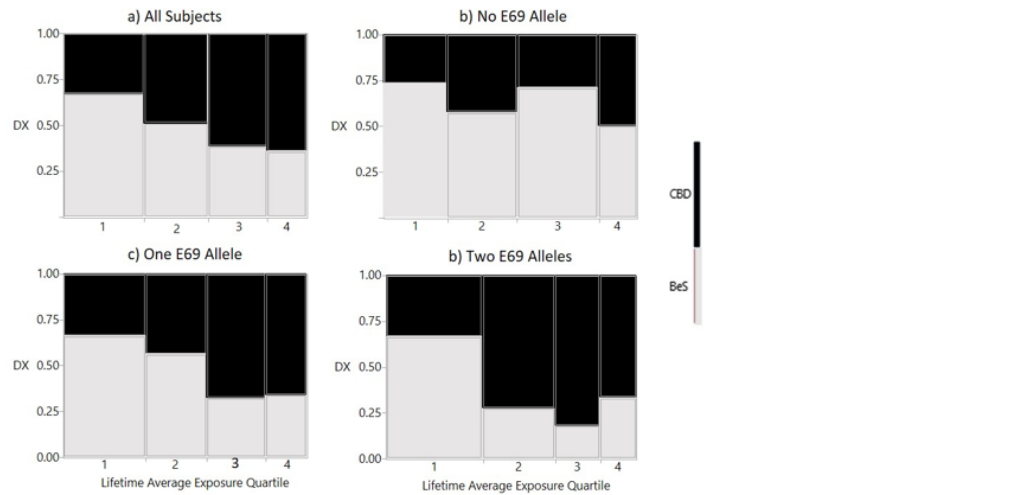 a) All Subjects
1.00
0.75
DX 0.50
0.25
1 2 3 4
b) No E69 Allele
1.00
0.75
DX 0.50
0.25
1 2 3 4
CBD
BeS
c) One E69 Allele
1.00
0.75
DX 0.50
0.25
0.00
1 2 3 4
Lifetime Average Exposure Quartile
b) Two E69 Alleles
1.00
0.75
DX 0.50
0.25
0.00
1 2 3 4
Lifetime Average Exposure Quartile